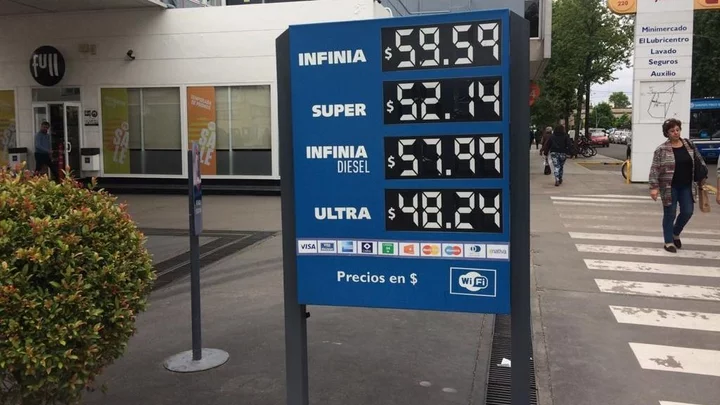 full
INFINIA $59.59
SUPER $52.14
INFINIA DIESEL $57.99
ULTRA $48.24
VISA
Precios en $
WiFi
Minimercado
El Lubricentro
Lavado
Seguros
Auxilio